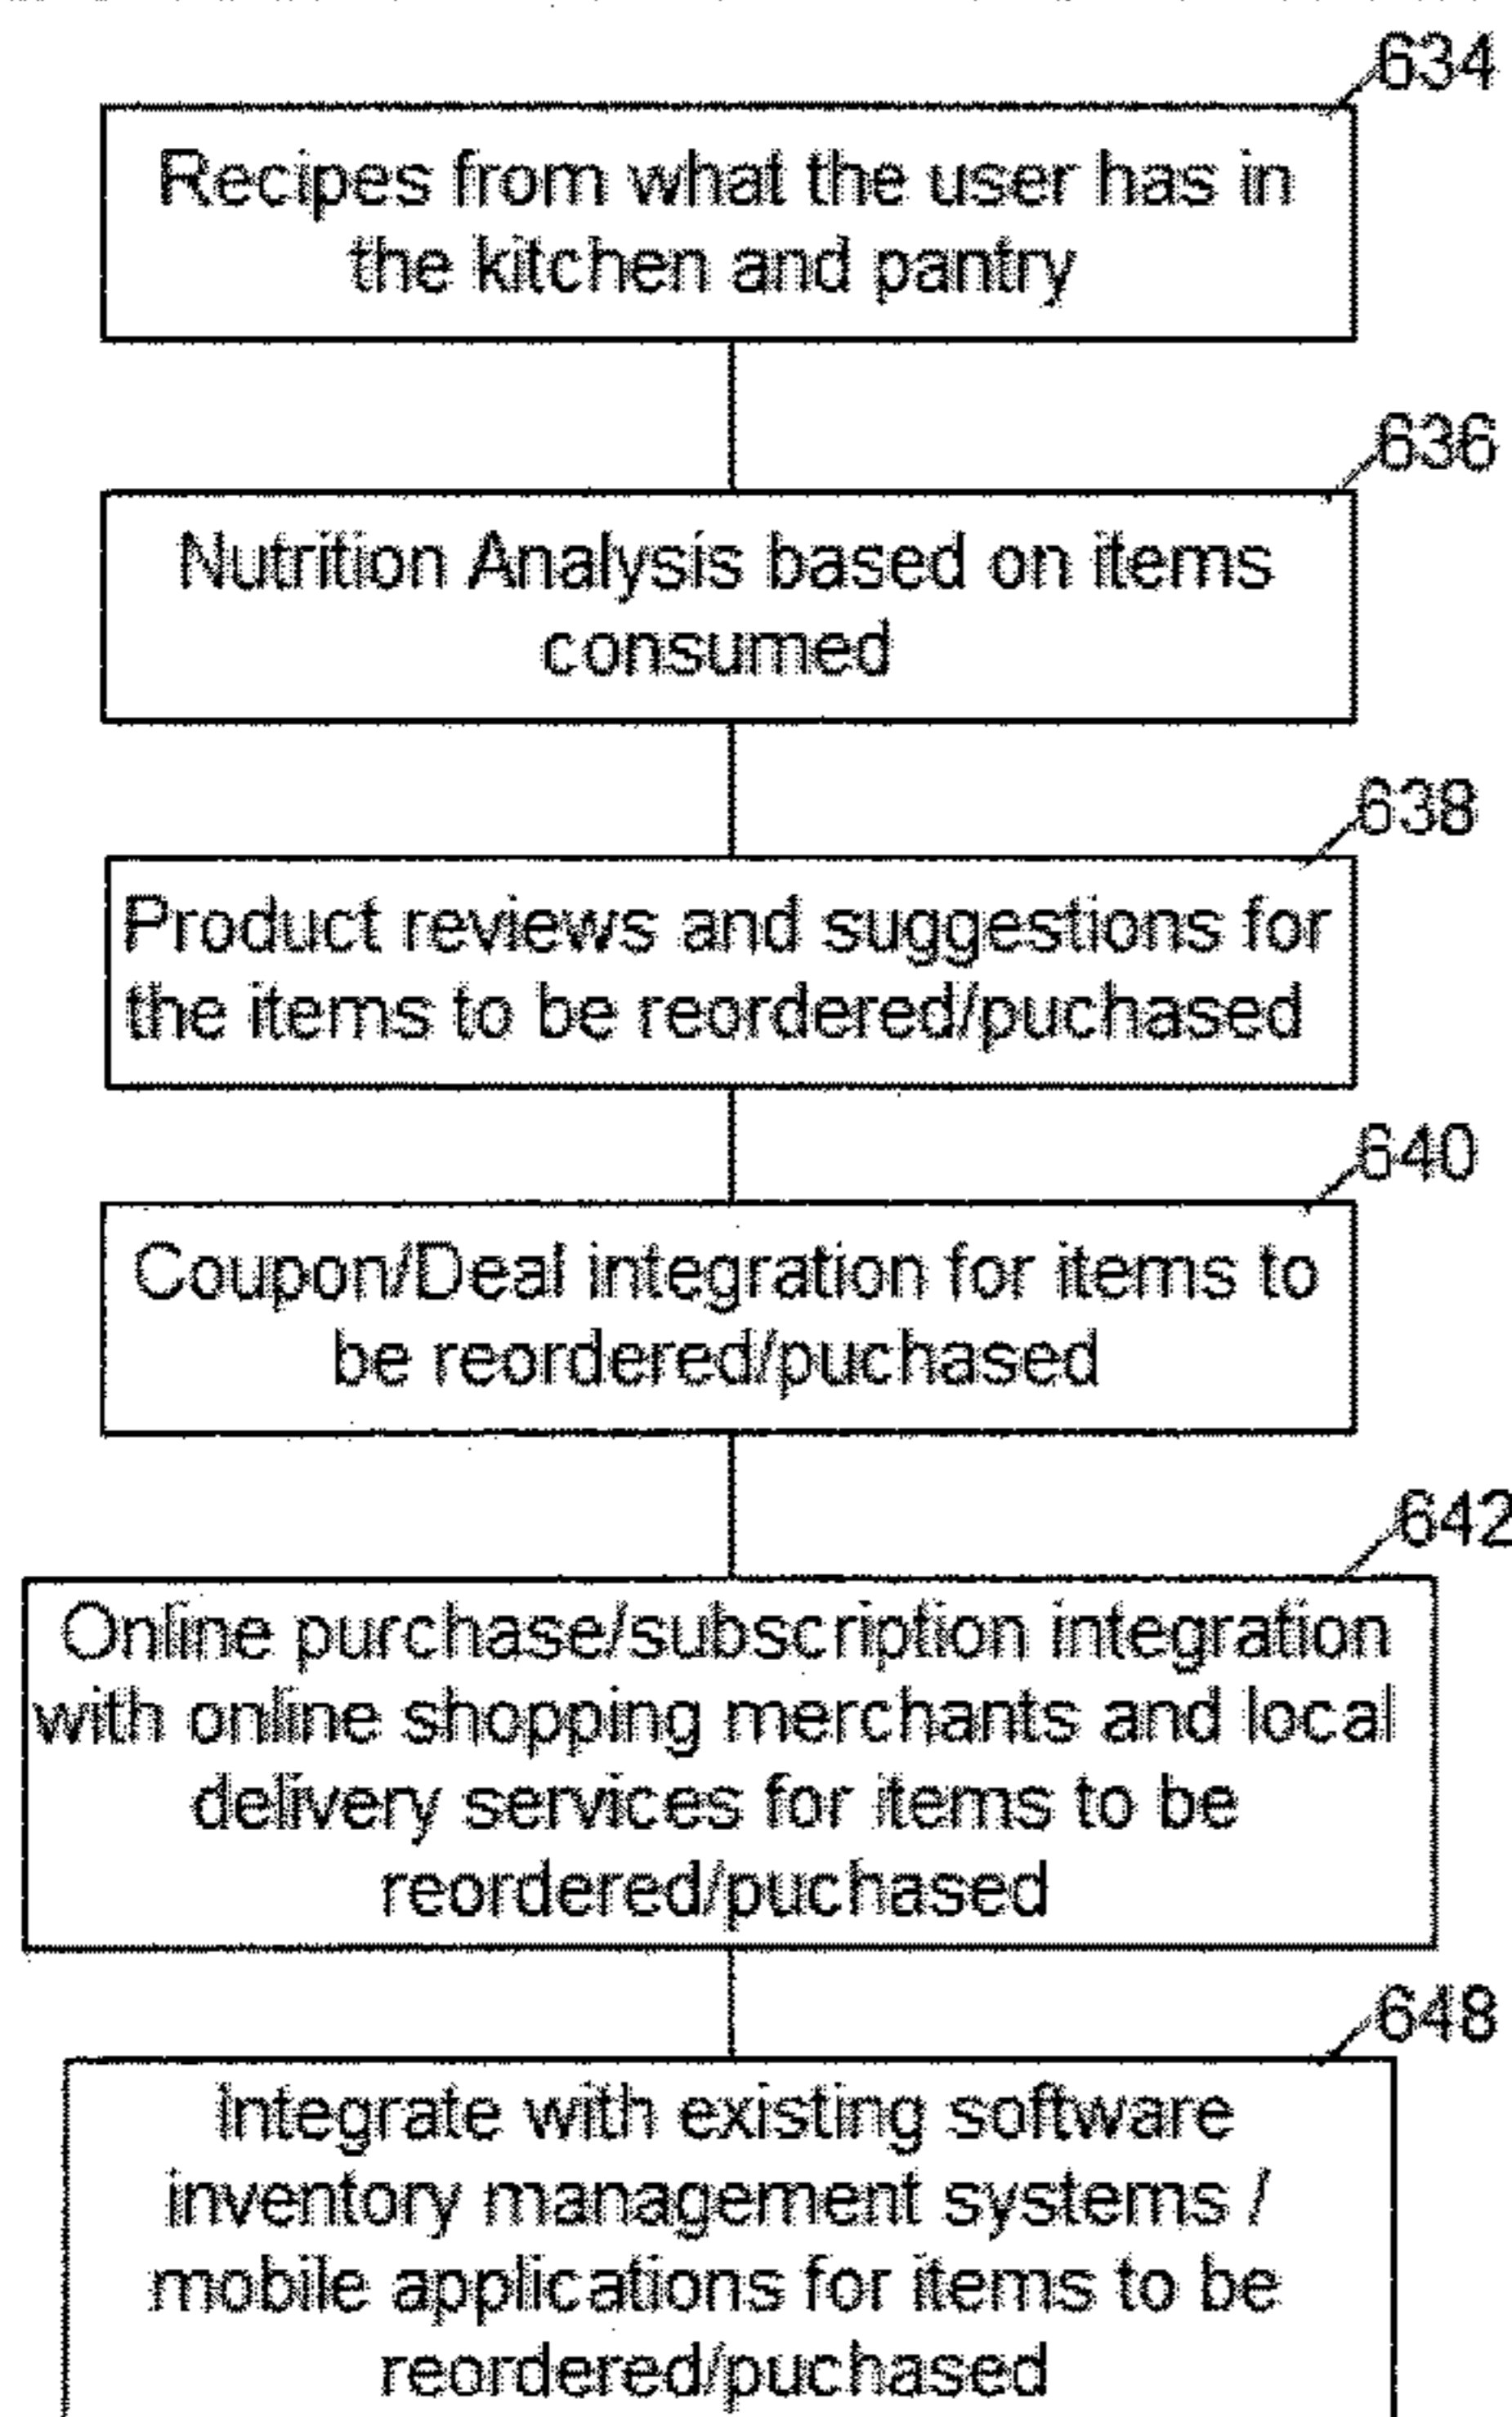 634
Recipes from what the user has in
the kitchen and pantry
636
Nutrition Analysis based on items
consumed
638
Product reviews and suggestions for
the items to be reordered/puchased
640
Coupon/Deal integration for items to
be reordered/puchased
642
Online purchase/subscription integration
with online shopping merchants and local
delivery services for items to be
reordered/puchased
648
Integrate with existing software
inventory management systems /
mobile applications for items to be
reordered/puchased